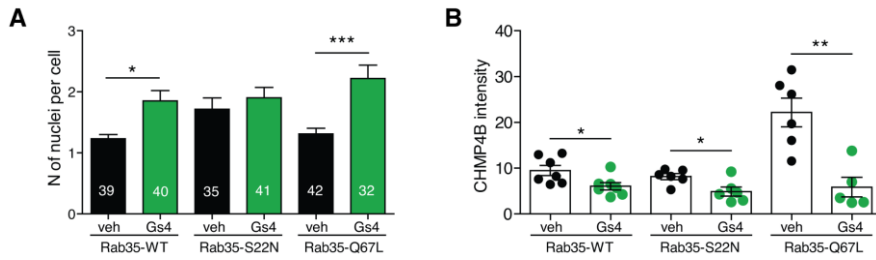 A
N of nuclei per cell
3
2
1
0
*
***
39
40
35
41
42
32
veh Gs4 veh Gs4 veh Gs4
Rab35-WT Rab35-S22N Rab35-Q67L
B
CHMP4B intensity
40
30
20
10
0
*
*
**
veh Gs4 veh Gs4 veh Gs4
Rab35-WT Rab35-S22N Rab35-Q67L